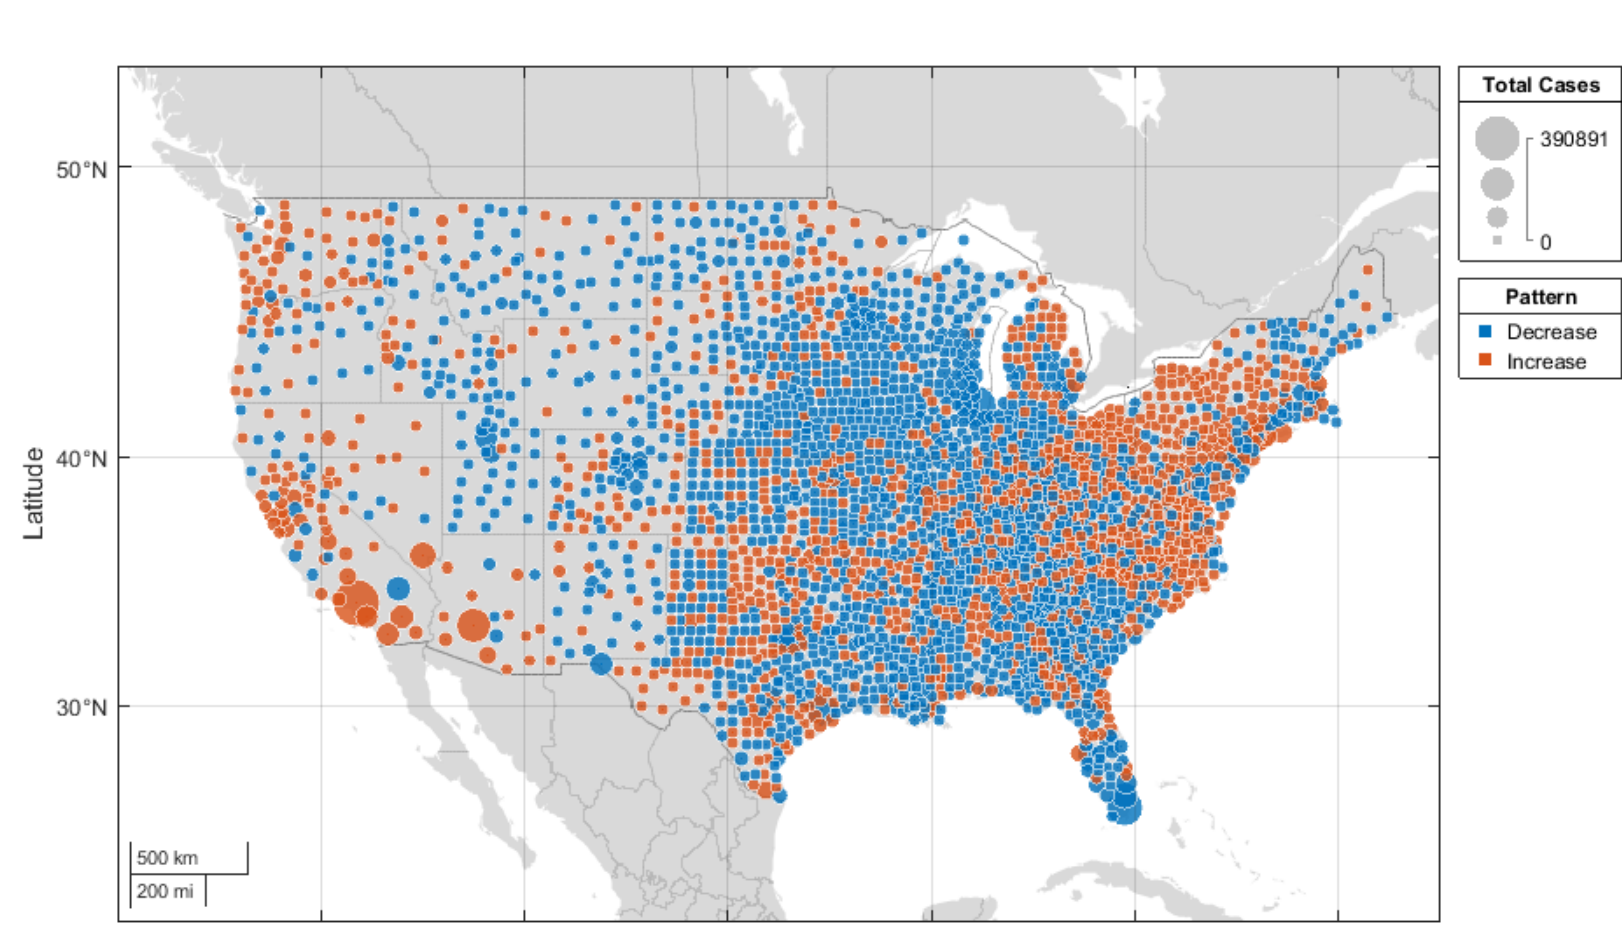 Total Cases
390891
0
Pattern
Decrease
Increase
50°N
40°N
30°N
Latitude
500 km
200 mi